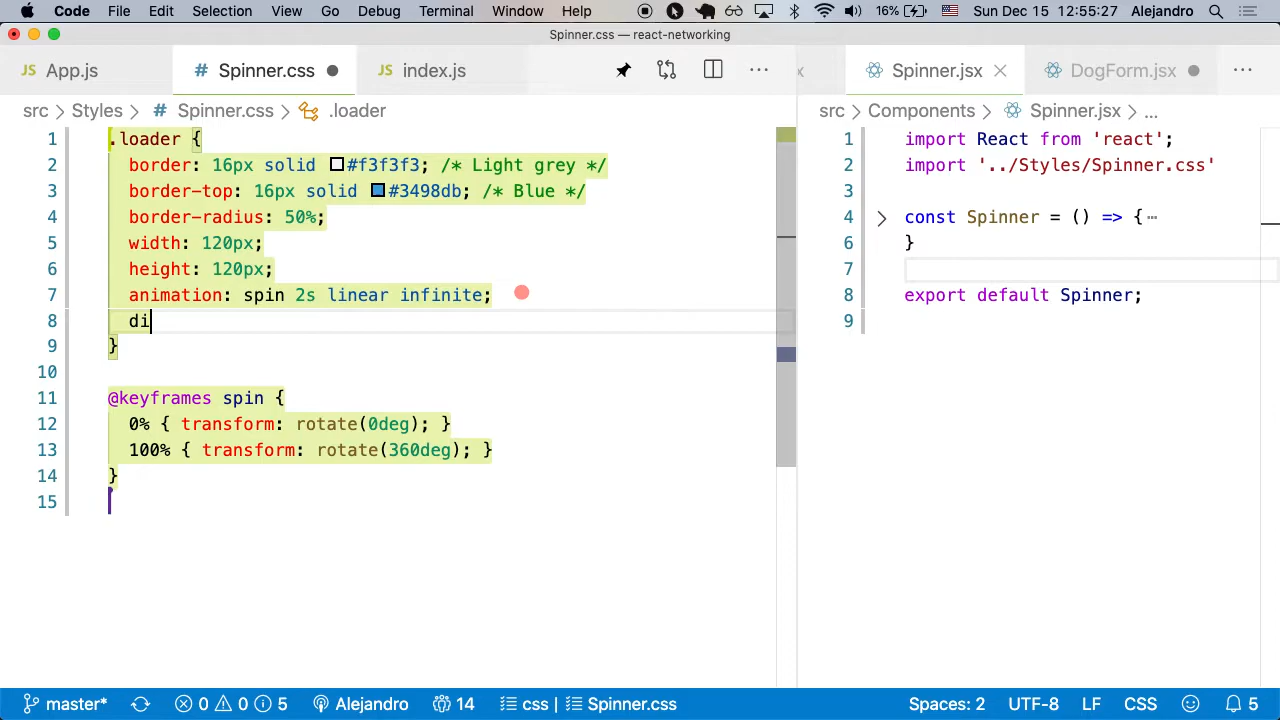 Code File Edit Selection View Go Debug Terminal Window Help 16% Sun Dec 15 12:55:27 Alejandro
Spinner.css — react-networking
JS App.js # Spinner.css JS index.js
src > Styles > # Spinner.css > .loader
1 .loader {
2 border: 16px solid #f3f3f3; /* Light grey */
3 border-top: 16px solid #3498db; /* Blue */
4 border-radius: 50%;
5 width: 120px;
6 height: 120px;
7 animation: spin 2s linear infinite;
8 di
9 }
10
11 @keyframes spin {
12 0% { transform: rotate(0deg); }
13 100% { transform: rotate(360deg); }
14 }
15
Spinner.jsx DogForm.jsx
src > Components > Spinner.jsx > ...
1 import React from 'react';
2 import '../Styles/Spinner.css'
3
4 const Spinner = () => {⋯
6 }
7
8 export default Spinner;
9
master* 0 0 5 Alejandro 14 css | Spinner.css Spaces: 2 UTF-8 LF CSS 5